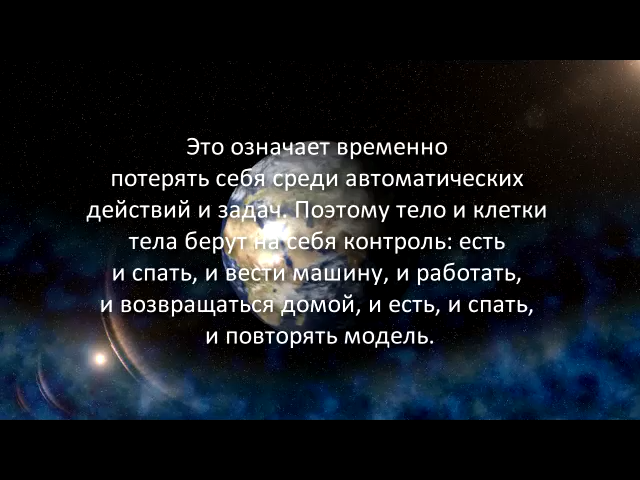 Это означает временно
потерять себя среди автоматических
действий и задач. Поэтому тело и клетки
тела берут на себя контроль: есть
и спать, и вести машину, и работать,
и возвращаться домой, и есть, и спать,
и повторять модель.